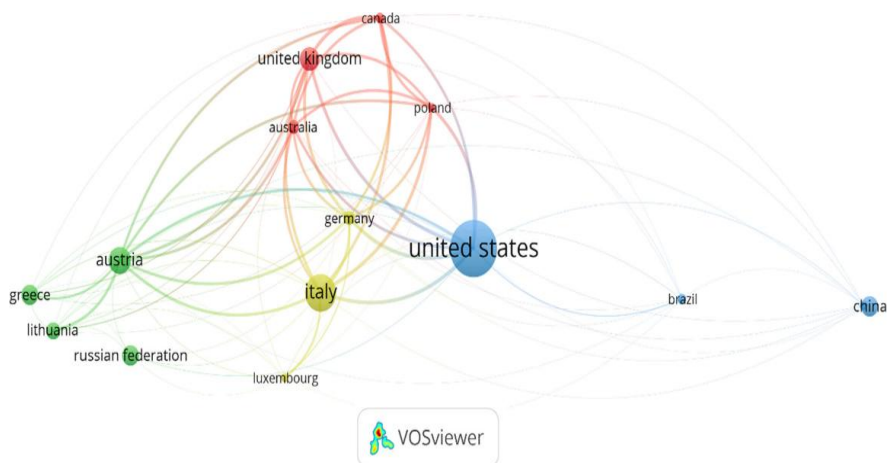 canada
united kingdom
poland
australia
germany
united states
austria
italy
greece
brazil
china
lithuania
russian federation
luxembourg
VOSviewer